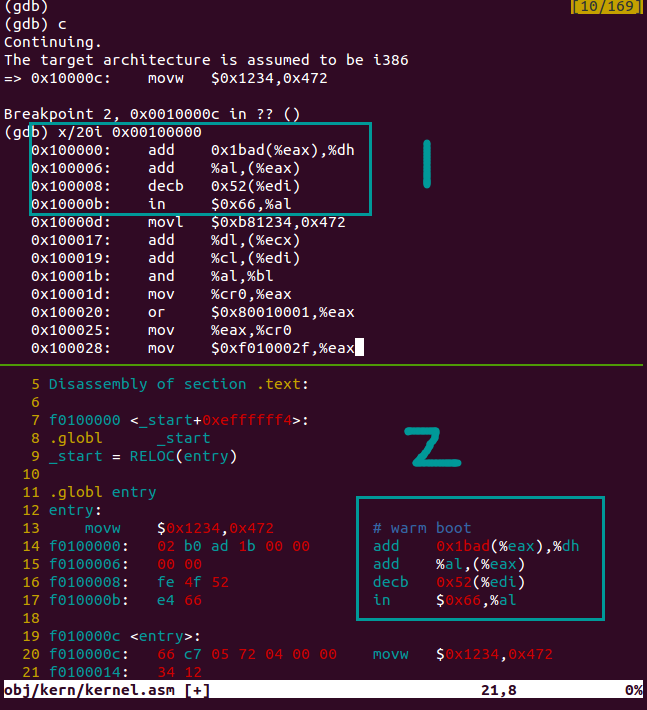 (gdb)
[10/169]
(gdb) c
Continuing.
The target architecture is assumed to be i386
=> 0x10000c: movw $0x1234,0x472
Breakpoint 2, 0x0010000c in ?? ()
(gdb) x/20i 0x00100000
0x100000: add 0x1bad(%eax),%dh
0x100006: add %al,(%eax)
0x100008: decb 0x52(%edi)
0x10000b: in $0x66,%al
0x10000d: movl $0xb81234,0x472
0x100017: add %dl,(%ecx)
0x100019: add %cl,(%edi)
0x10001b: and %al,%bl
0x10001d: mov %cr0,%eax
0x100020: or $0x80010001,%eax
0x100025: mov %eax,%cr0
0x100028: mov $0xf010002f,%eax
1
5 Disassembly of section .text:
6
7 f0100000 <_start+0xeffffff4>:
8 .globl _start
9 _start = RELOC(entry)
10
11 .globl entry
12 entry:
13 movw $0x1234,0x472 # warm boot
14 f0100000: 02 b0 ad 1b 00 00 add 0x1bad(%eax),%dh
15 f0100006: 00 00 add %al,(%eax)
16 f0100008: fe 4f 52 decb 0x52(%edi)
17 f010000b: e4 66 in $0x66,%al
18
19 f010000c <entry>:
20 f010000c: 66 c7 05 72 04 00 00 movw $0x1234,0x472
21 f0100014: 34 12
2
obj/kern/kernel.asm [+] 21,8 0%